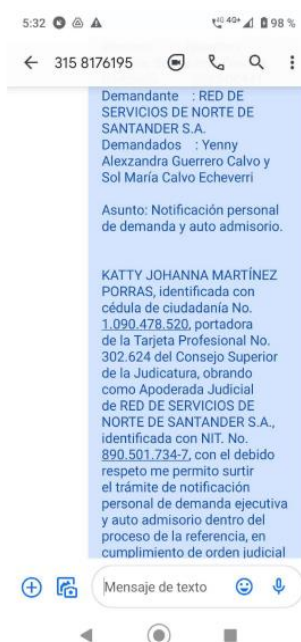 5:32 4G 4G+ 98 %
315 8176195
Demandante : RED DE
SERVICIOS DE NORTE DE
SANTANDER S.A.
Demandados : Yenny
Alexzandra Guerrero Calvo y
Sol María Calvo Echeverri
Asunto: Notificación personal
de demanda y auto admisorio.
KATTY JOHANNA MARTÍNEZ
PORRAS, identificada con
cédula de ciudadanía No.
1.090.478.520, portadora
de la Tarjeta Profesional No.
302.624 del Consejo Superior
de la Judicatura, obrando
como Apoderada Judicial
de RED DE SERVICIOS DE
NORTE DE SANTANDER S.A.,
identificada con NIT. No.
890.501.734-7, con el debido
respeto me permito surtir
el trámite de notificación
personal de demanda ejecutiva
y auto admisorio dentro del
proceso de la referencia, en
cumplimiento de orden judicial
Mensaje de texto